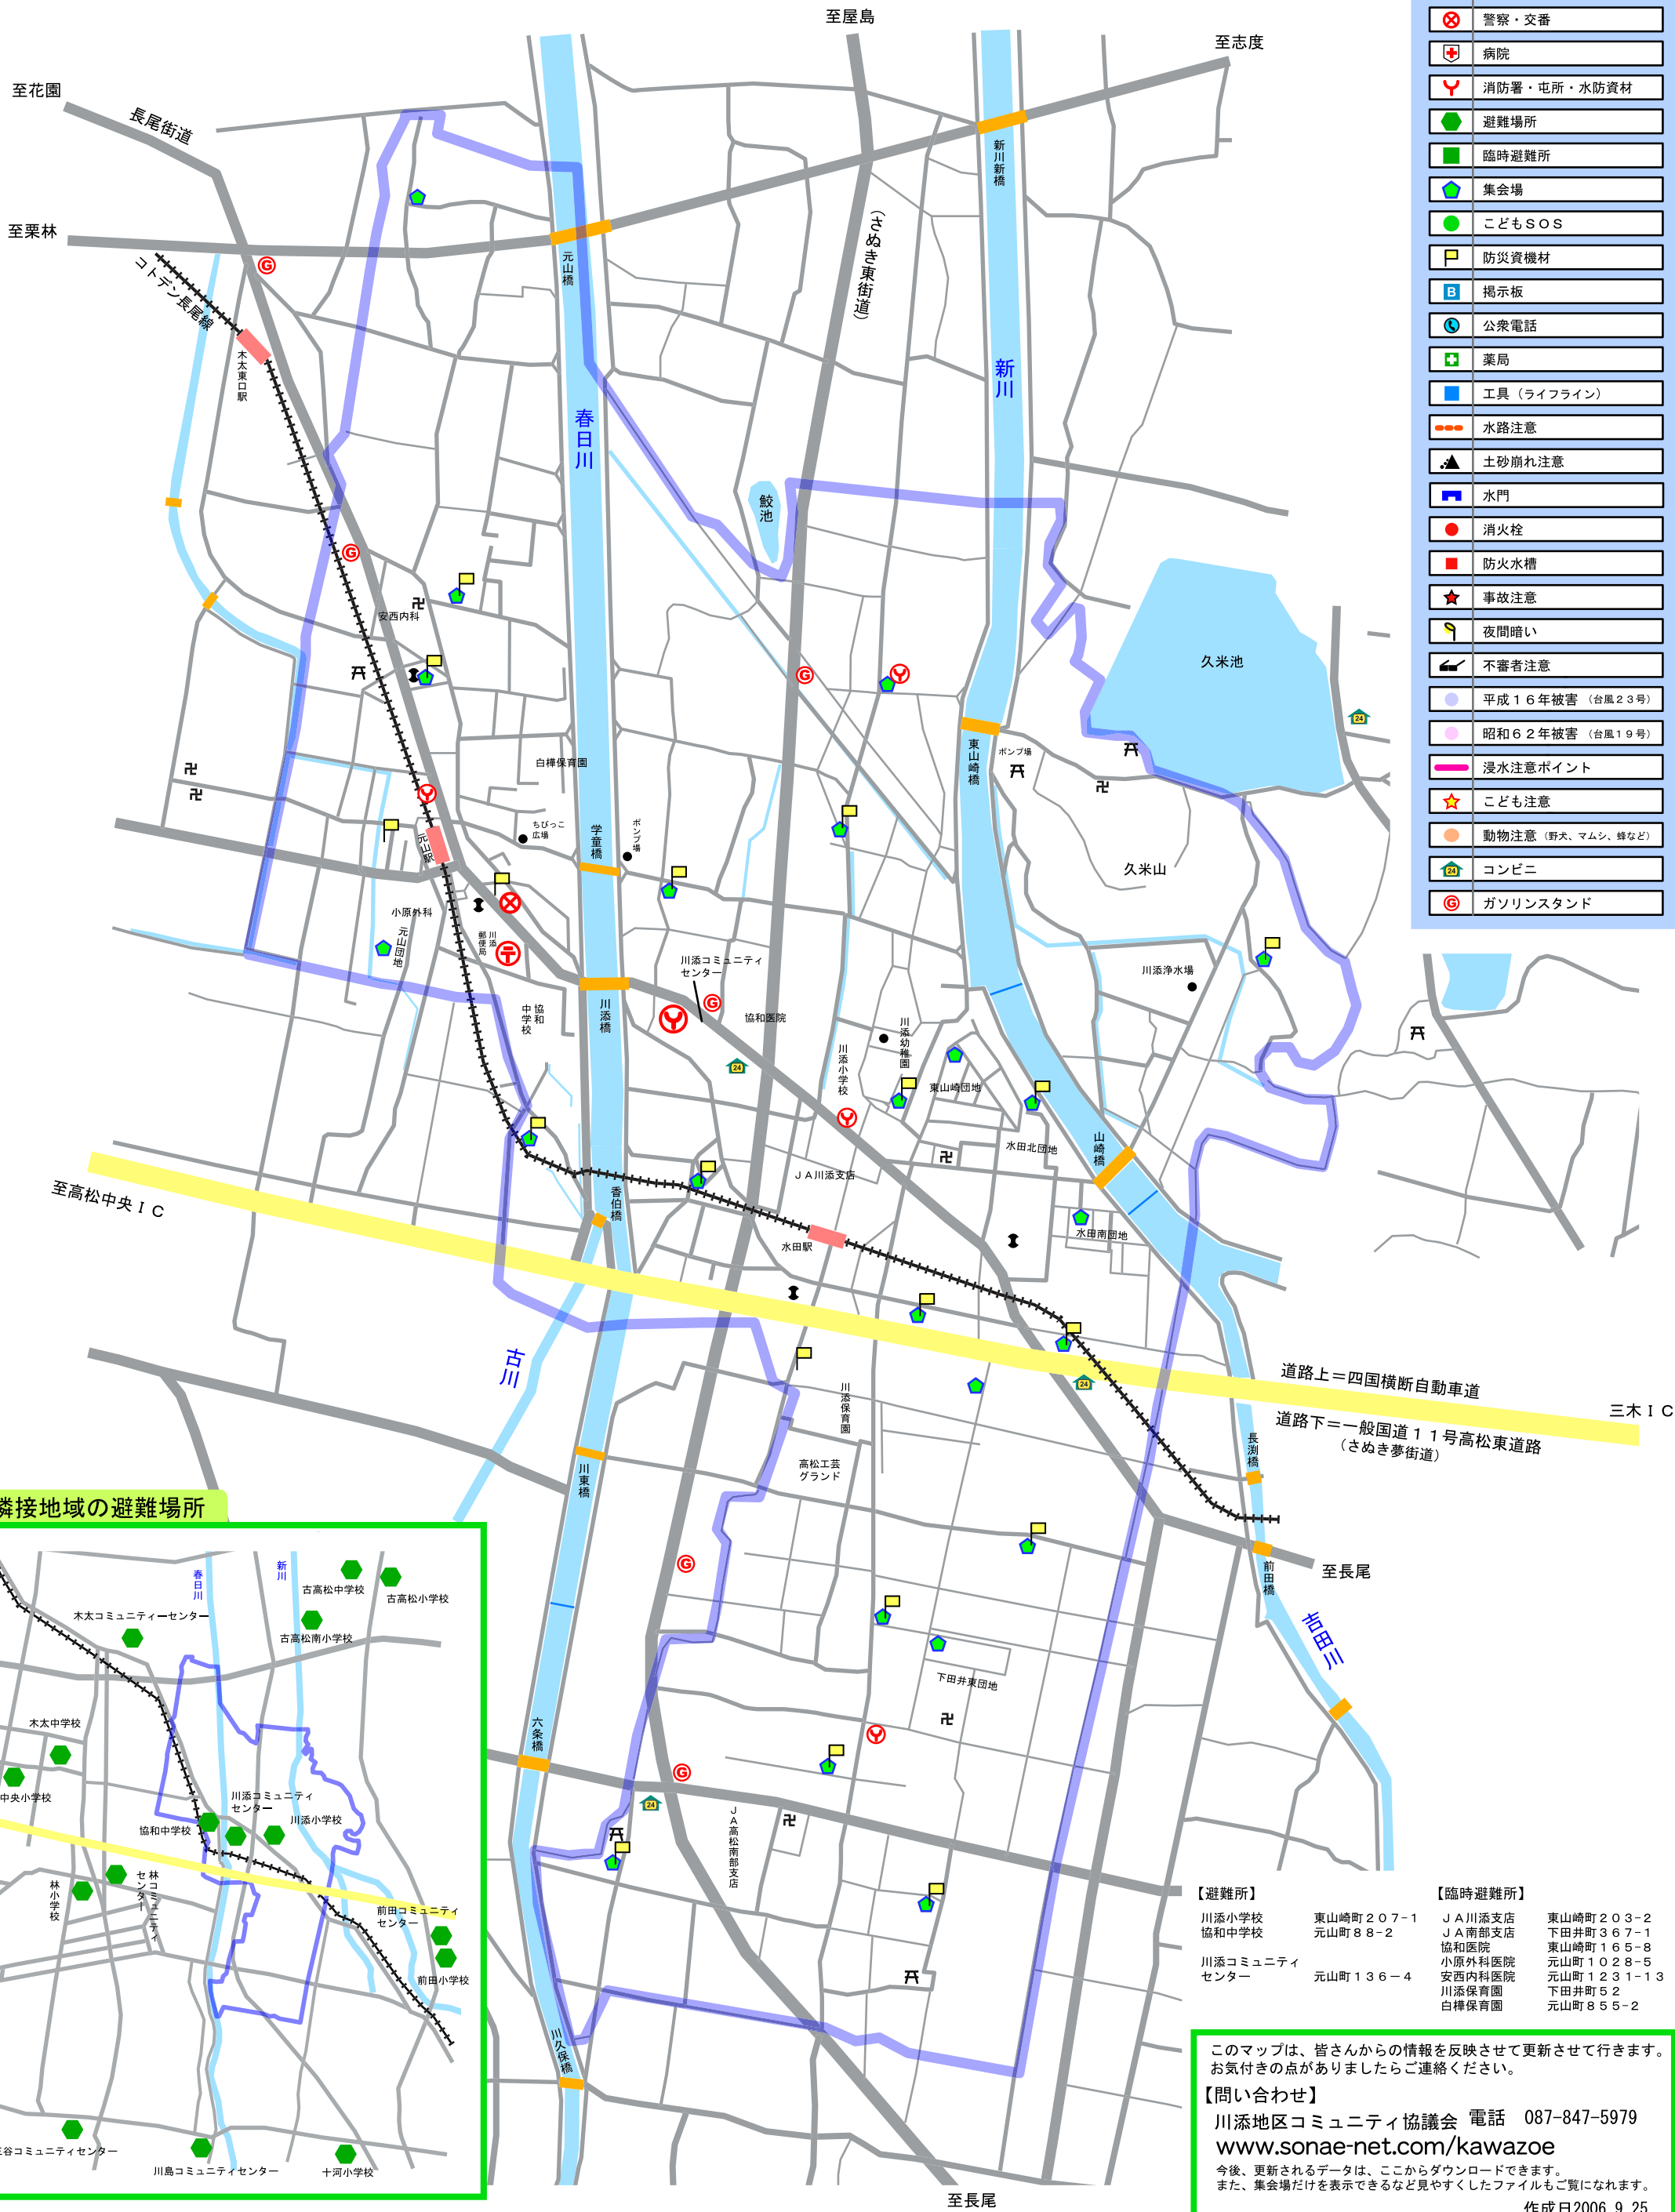 至屋島
至志度
至花園
長尾街道
至栗林
コトデン長尾線
木太東口駅
元山橋
新川新橋
（さぬき東街道）
新川
春日川
鮫池
安西内科
久米池
東山崎橋
ポンプ場
白樺保育園
ちびっこ
広場
学童橋
ポンプ場
元山駅
久米山
小原外科
元山団地
川添
郵便局
川添コミュニティ
センター
川添浄水場
協和
中学校
川添橋
協和医院
川添幼稚園
川添小学校
東山崎団地
水田北団地
山崎橋
ＪＡ川添支店
至高松中央ＩＣ
香伯橋
水田駅
水田南団地
古川
道路上＝四国横断自動車道
三木ＩＣ
道路下＝一般国道１１号高松東道路
（さぬき夢街道）
川添保育園
長渕橋
高松工芸
グランド
川東橋
前田橋
至長尾
吉田川
下田井東団地
六条橋
ＪＡ高松南部支店
川久保橋
至長尾
警察・交番
病院
消防署・屯所・水防資材
避難場所
臨時避難所
集会場
こどもＳＯＳ
防災資機材
B 掲示板
公衆電話
薬局
工具（ライフライン）
水路注意
土砂崩れ注意
水門
消火栓
防火水槽
事故注意
夜間暗い
不審者注意
平成１６年被害（台風２３号）
昭和６２年被害（台風１９号）
浸水注意ポイント
こども注意
動物注意（野犬、マムシ、蜂など）
24 コンビニ
G ガソリンスタンド
隣接地域の避難場所
春日川
新川
古高松中学校
古高松小学校
木太コミュニティーセンター
古高松南小学校
木太中学校
中央小学校
川添コミュニティ
センター
川添小学校
協和中学校
林小学校
林コミュニティ
センター
前田コミュニティ
センター
前田小学校
三谷コミュニティセンター
川島コミュニティセンター
十河小学校
【避難所】
川添小学校 東山崎町２０７-１
協和中学校 元山町８８-２
川添コミュニティ
センター 元山町１３６－４
【臨時避難所】
ＪＡ川添支店 東山崎町２０３-２
ＪＡ南部支店 下田井町３６７-１
協和医院 東山崎町１６５-８
小原外科医院 元山町１０２８-５
安西内科医院 元山町１２３１-１３
川添保育園 下田井町５２
白樺保育園 元山町８５５-２
このマップは、皆さんからの情報を反映させて更新させて行きます。
お気付きの点がありましたらご連絡ください。
【問い合わせ】
川添地区コミュニティ協議会 電話 087-847-5979
www.sonae-net.com/kawazoe
今後、更新されるデータは、ここからダウンロードできます。
また、集会場だけを表示できるなど見やすくしたファイルもご覧になれます。
作成日2006.9.25